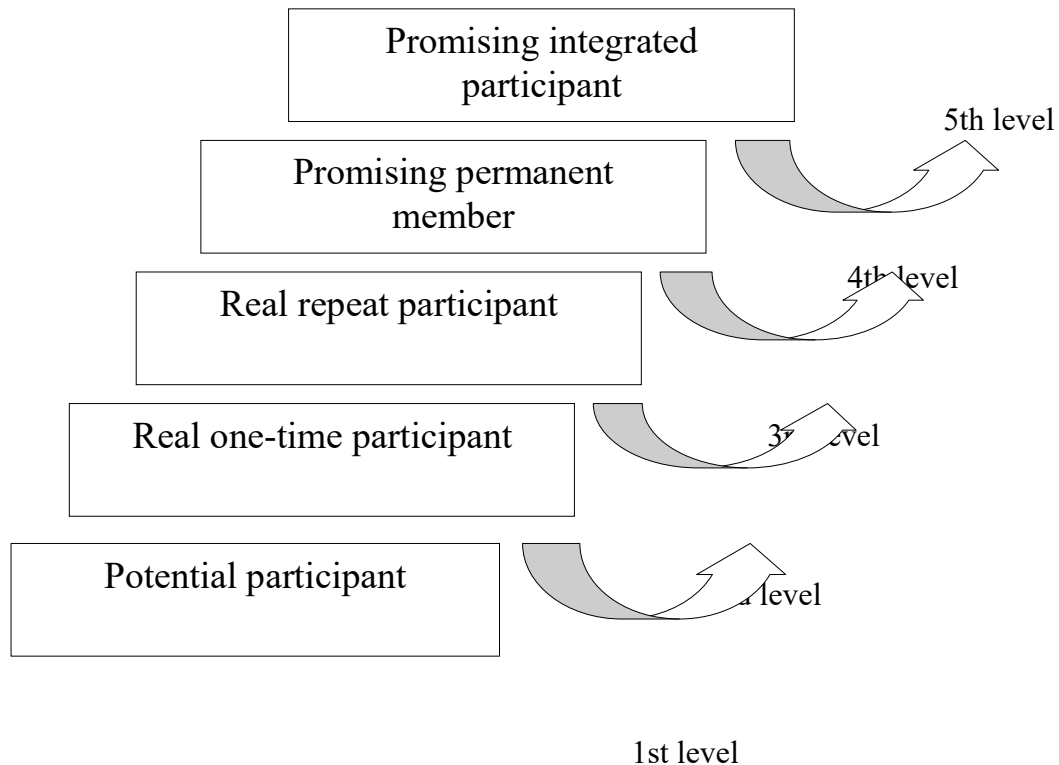 Promising integrated
participant
5th level
Promising permanent
member
4th level
Real repeat participant
Real one-time participant
level
Potential participant
level
1st level